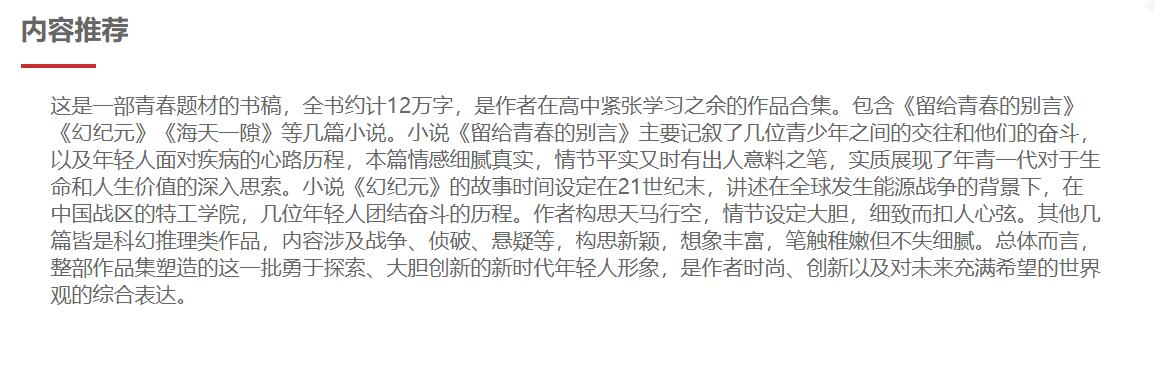 内容推荐
这是一部青春题材的书稿，全书约计12万字，是作者在高中紧张学习之余的作品合集。包含《留给青春的别言》
《幻纪元》《海天一隙》等几篇小说。小说《留给青春的别言》主要记叙了几位青少年之间的交往和他们的奋斗，
以及年轻人面对疾病的心路历程，本篇情感细腻真实，情节平实又时有出人意料之笔，实质展现了年青一代对于生
命和人生价值的深入思索。小说《幻纪元》的故事时间设定在21世纪末，讲述在全球发生能源战争的背景下，在
中国战区的特工学院，几位年轻人团结奋斗的历程。作者构思天马行空，情节设定大胆，细致而扣人心弦。其他几
篇皆是科幻推理类作品，内容涉及战争、侦破、悬疑等，构思新颖，想象丰富，笔触稚嫩但不失细腻。总体而言，
整部作品集塑造的这一批勇于探索、大胆创新的新时代年轻人形象，是作者时尚、创新以及对未来充满希望的世界
观的综合表达。